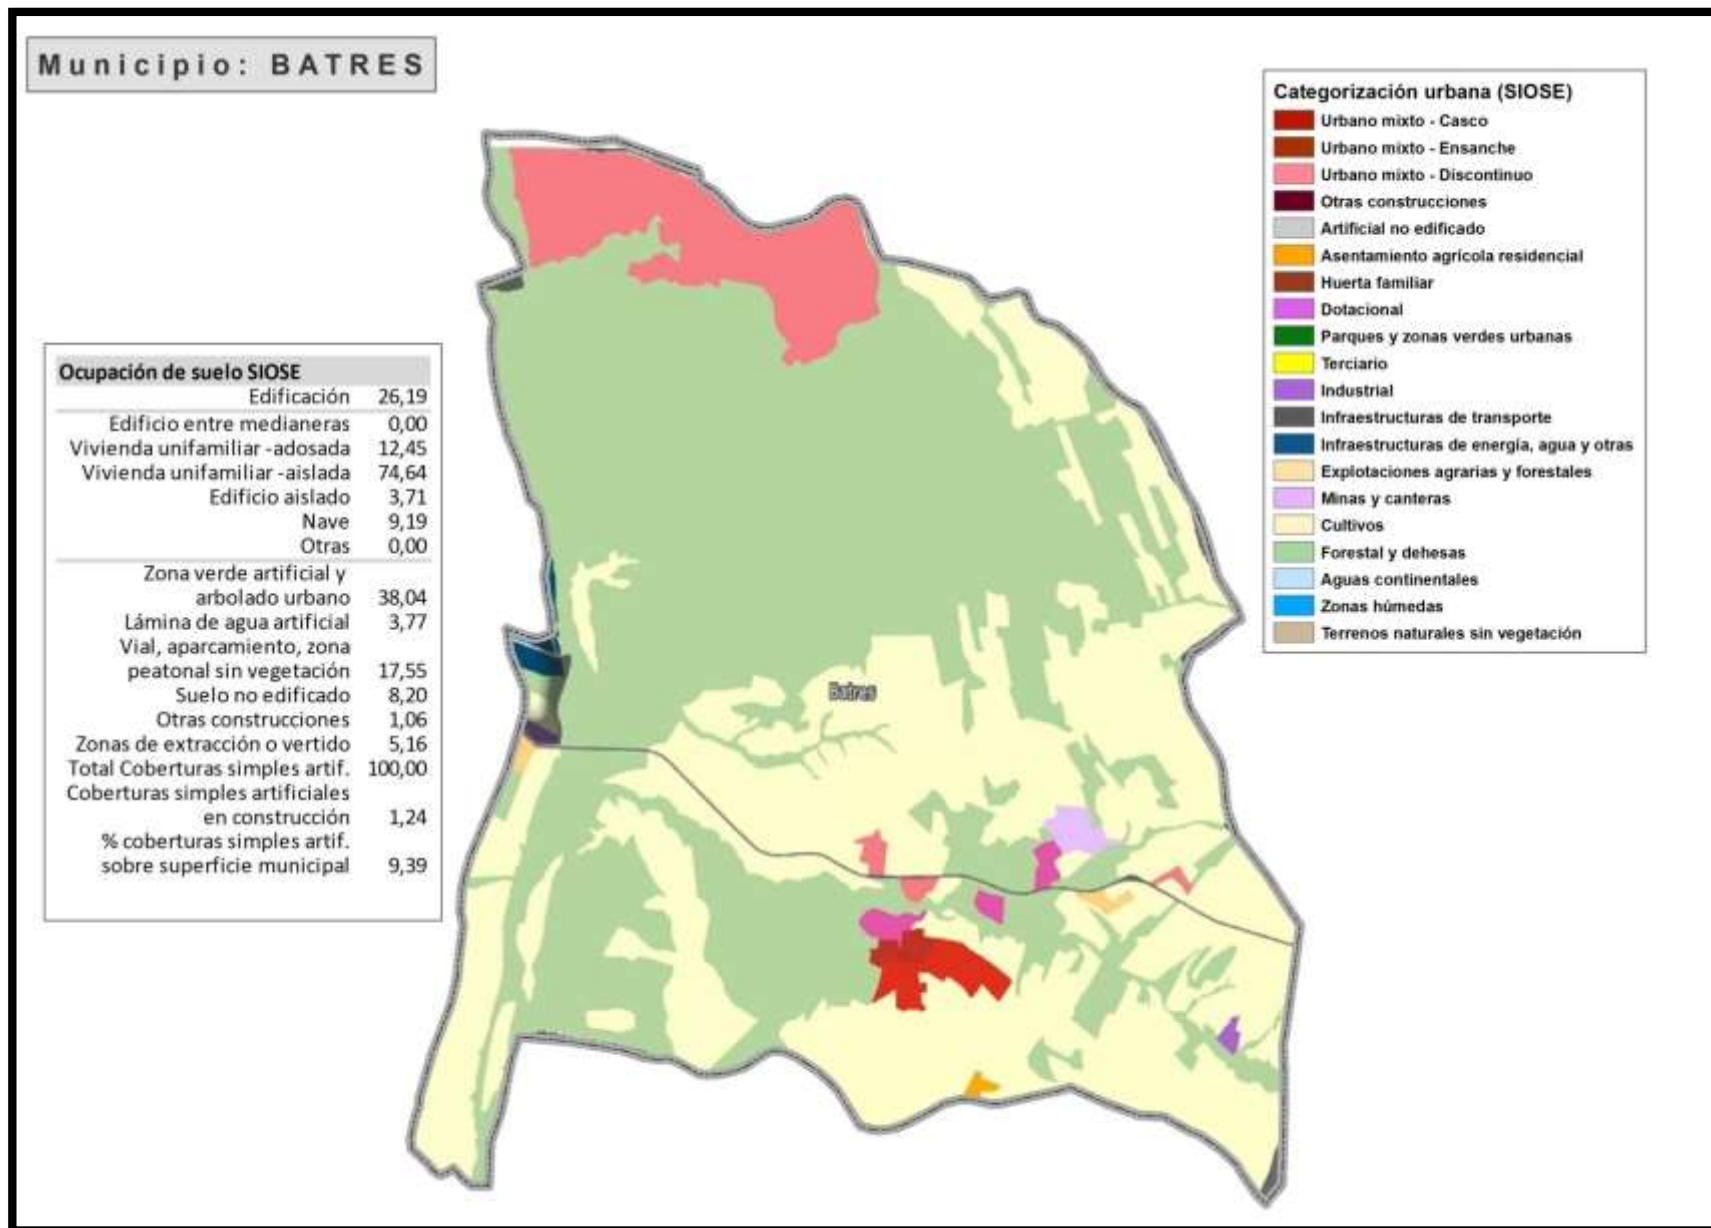 Municipio: BATRES
Categorización urbana (SIOSE)
Urbano mixto - Casco
Urbano mixto - Ensanche
Urbano mixto - Discontinuo
Otras construcciones
Artificial no edificado
Asentamiento agrícola residencial
Huerta familiar
Dotacional
Parques y zonas verdes urbanas
Terciario
Industrial
Infraestructuras de transporte
Infraestructuras de energía, agua y otras
Explotaciones agrarias y forestales
Minas y canteras
Cultivos
Forestal y dehesas
Aguas continentales
Zonas húmedas
Terrenos naturales sin vegetación
Ocupación de suelo SIOSE
Edificación 26,19
Edificio entre medianeras 0,00
Vivienda unifamiliar -adosada 12,45
Vivienda unifamiliar -aislada 74,64
Edificio aislado 3,71
Nave 9,19
Otras 0,00
Zona verde artificial y
arbolado urbano 38,04
Lámina de agua artificial 3,77
Vial, aparcamiento, zona
peatonal sin vegetación 17,55
Suelo no edificado 8,20
Otras construcciones 1,06
Zonas de extracción o vertido 5,16
Total Coberturas simples artif. 100,00
Coberturas simples artificiales
en construcción 1,24
% coberturas simples artif.
sobre superficie municipal 9,39
Batres